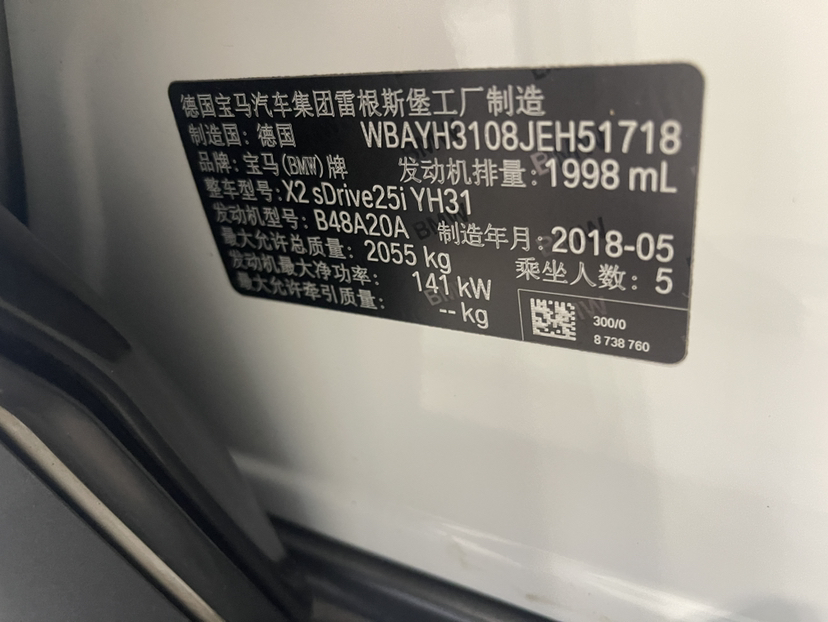 德国宝马汽车集团雷根斯堡工厂制造
制造国: 德国 WBAYH3108JEH51718
品牌: 宝马(BMW)牌 发动机排量: 1998 mL
整车型号: X2 sDrive25i YH31
发动机型号: B48A20A 制造年月: 2018-05
最大允许总质量: 2055 kg 乘坐人数: 5
发动机最大净功率: 141 kW
最大允许牵引质量: -- kg
300/0
8 738 760